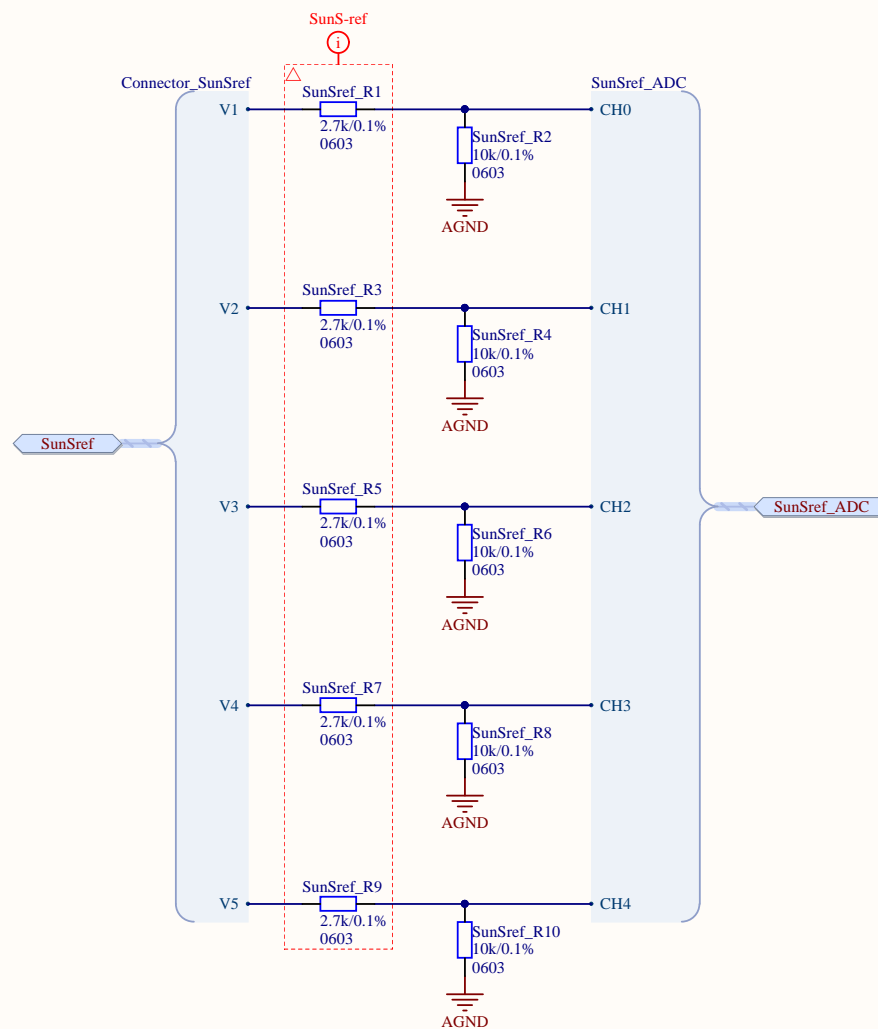 SunS-ref
i
Connector_SunSref
SunSref_ADC
V1
SunSref_R1
2.7k/0.1%
0603
SunSref_R2
10k/0.1%
0603
AGND
CH0
V2
SunSref_R3
2.7k/0.1%
0603
SunSref_R4
10k/0.1%
0603
AGND
CH1
SunSref
V3
SunSref_R5
2.7k/0.1%
0603
SunSref_R6
10k/0.1%
0603
AGND
CH2
SunSref_ADC
V4
SunSref_R7
2.7k/0.1%
0603
SunSref_R8
10k/0.1%
0603
AGND
CH3
V5
SunSref_R9
2.7k/0.1%
0603
SunSref_R10
10k/0.1%
0603
AGND
CH4